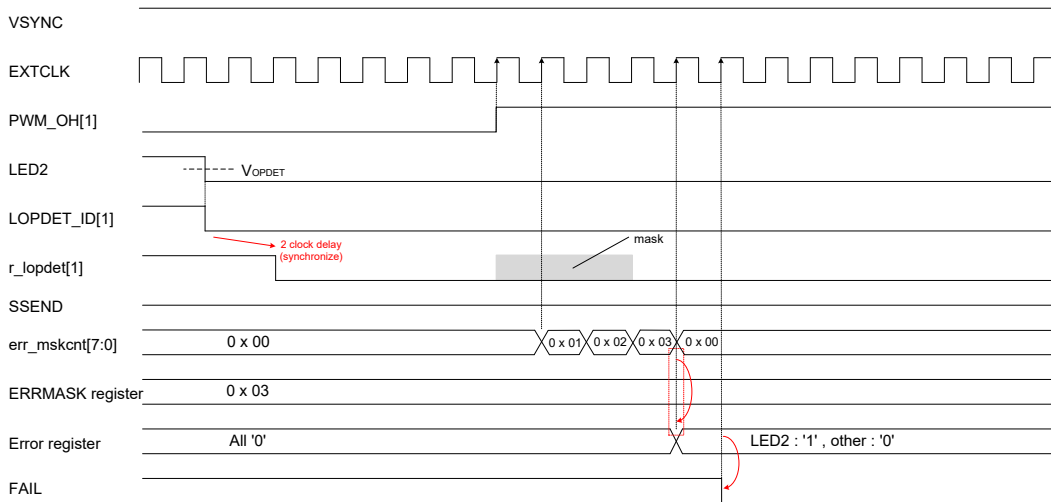 VSYNC
EXTCLK
PWM_OH[1]
LED2
VOPDET
LOPDET_ID[1]
2 clock delay
(synchronize)
mask
r_lopdet[1]
SSEND
err_mskcnt[7:0]
0 x 00
0 x 01
0 x 02
0 x 03
0 x 00
ERRMASK register
0 x 03
Error register
All '0'
LED2 : '1' , other : '0'
FAIL